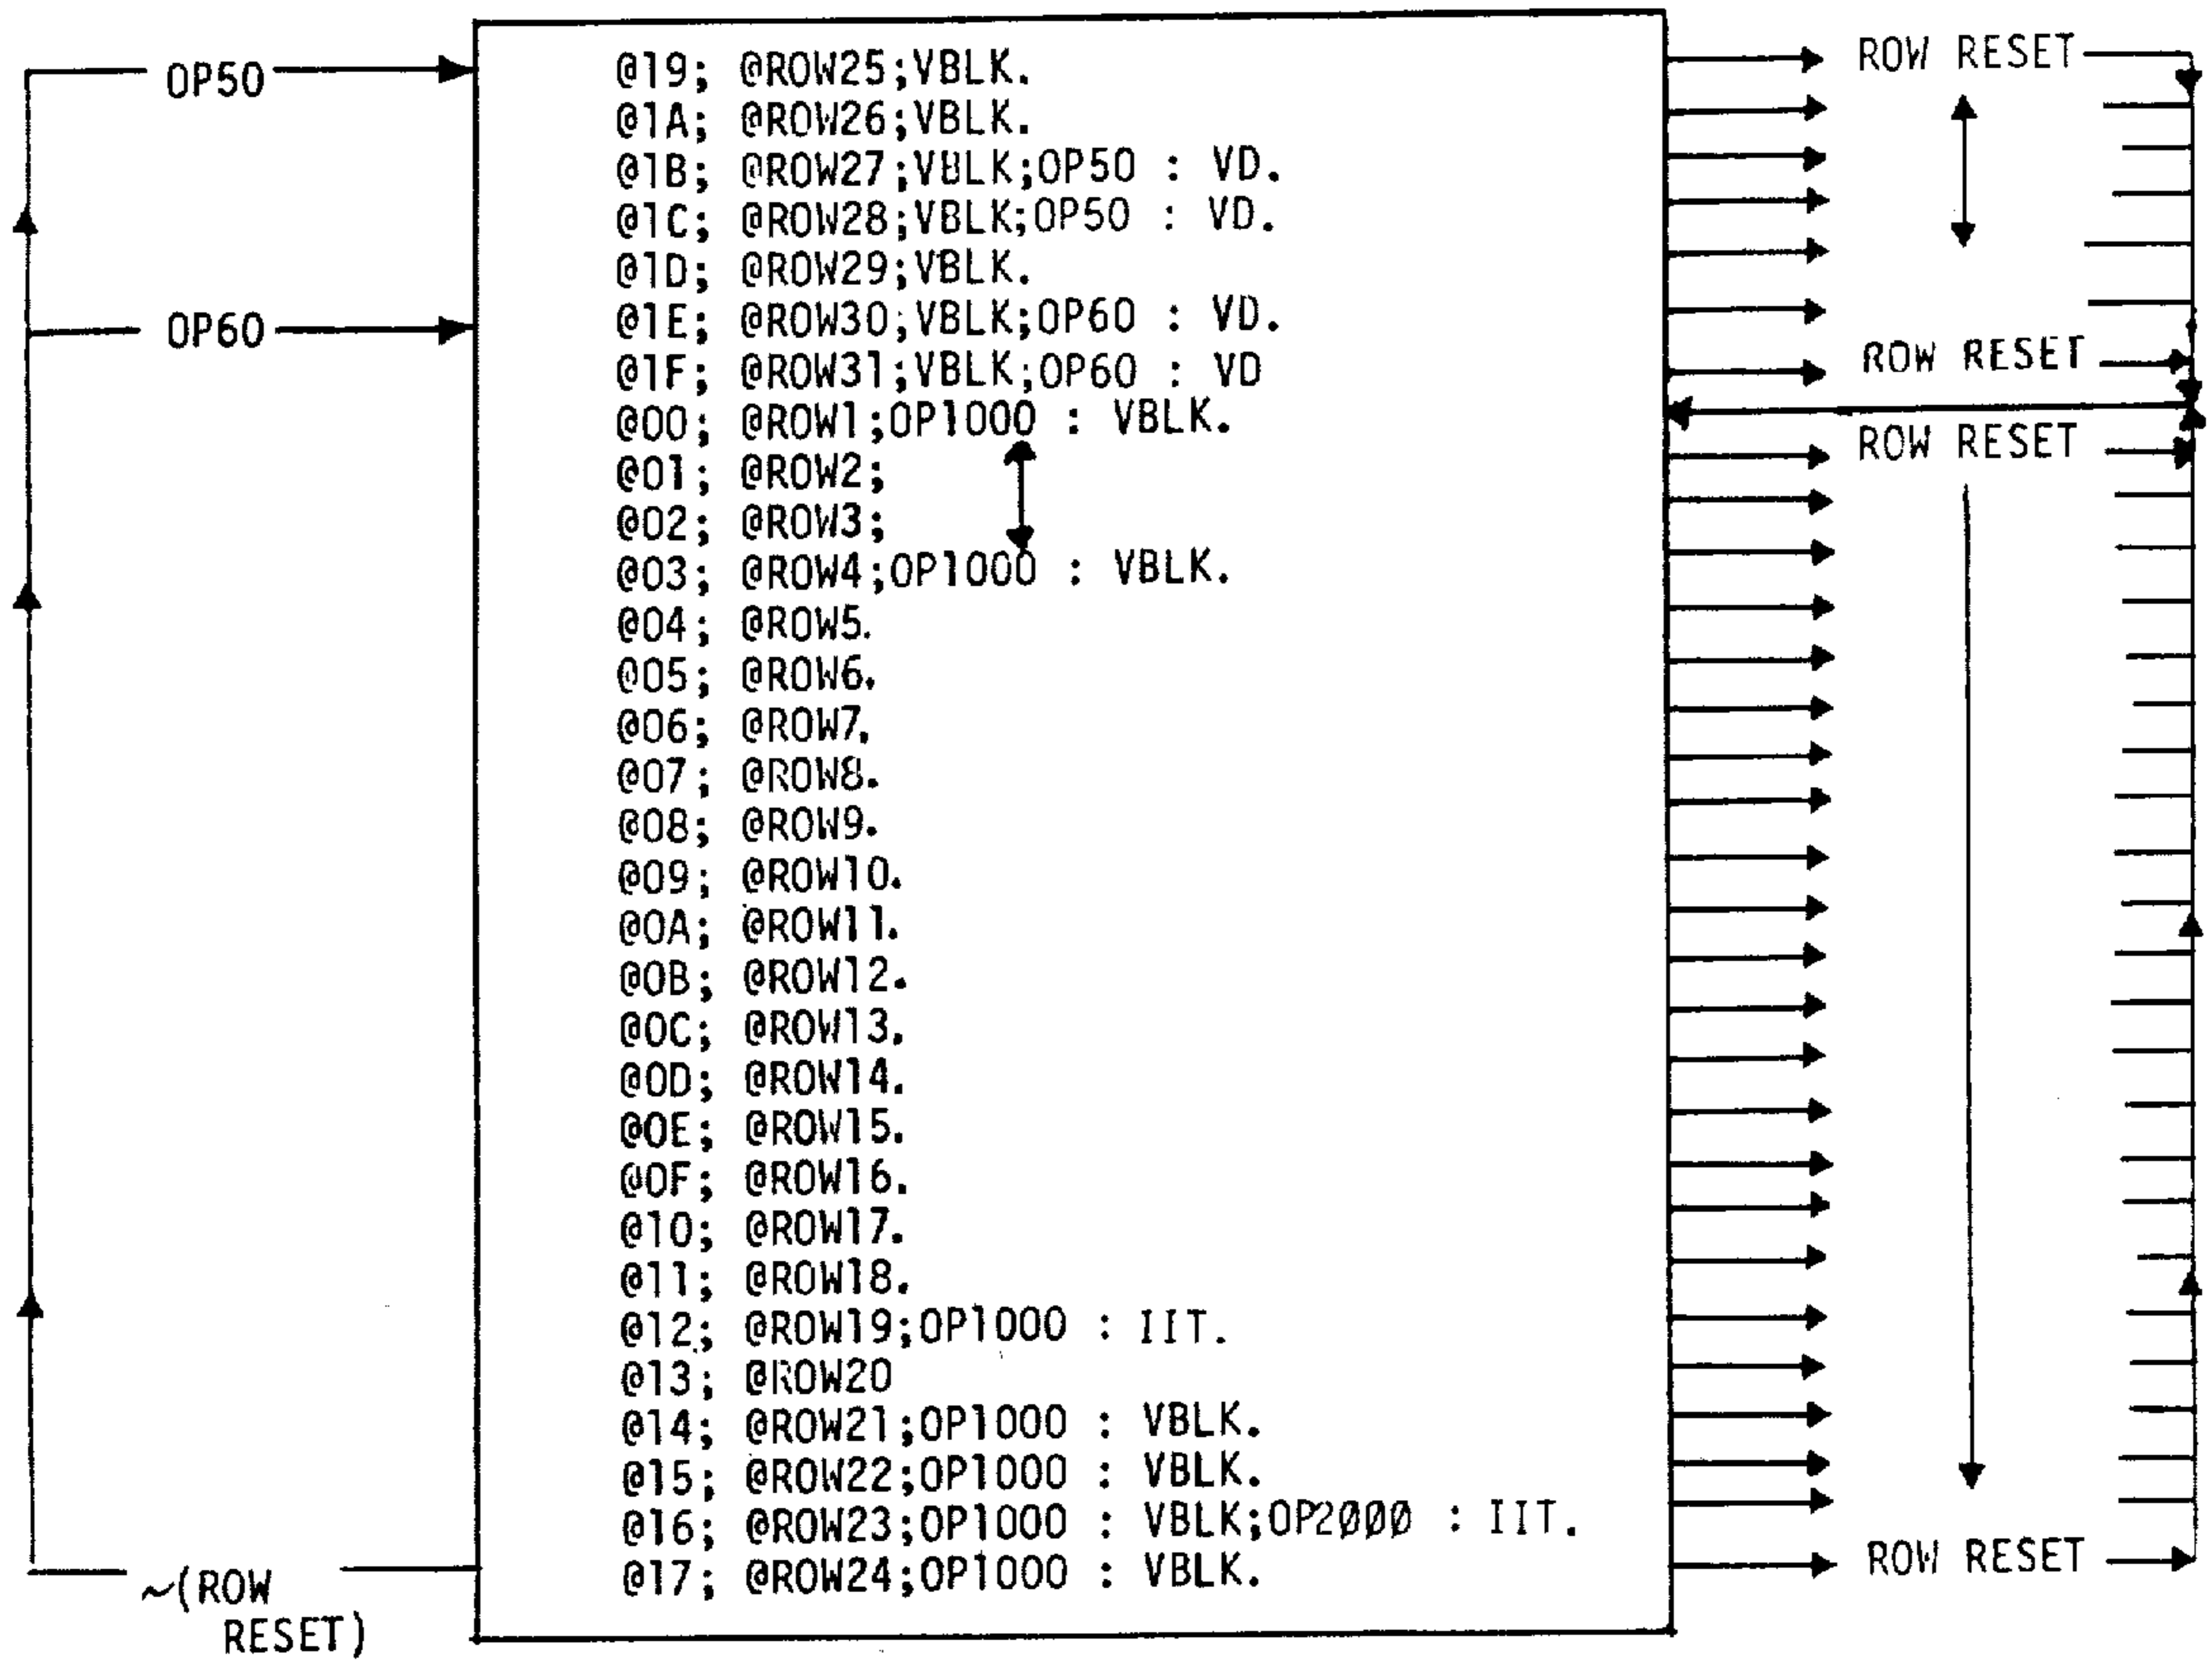 OP50
@19; @ROW25;VBLK.
ROW RESET
@1A; @ROW26;VBLK.
@1B; @ROW27;VBLK;OP50 : VD.
@1C; @ROW28;VBLK;OP50 : VD.
@1D; @ROW29;VBLK.
OP60
@1E; @ROW30;VBLK;OP60 : VD.
@1F; @ROW31;VBLK;OP60 : VD
ROW RESET
@00; @ROW1;OP1000 : VBLK.
ROW RESET
@01; @ROW2;
@02; @ROW3;
@03; @ROW4;OP1000 : VBLK.
@04; @ROW5.
@05; @ROW6.
@06; @ROW7.
@07; @ROW8.
@08; @ROW9.
@09; @ROW10.
@0A; @ROW11.
@0B; @ROW12.
@0C; @ROW13.
@0D; @ROW14.
@0E; @ROW15.
@0F; @ROW16.
@10; @ROW17.
@11; @ROW18.
@12; @ROW19;OP1000 : IIT.
@13; @ROW20
@14; @ROW21;OP1000 : VBLK.
@15; @ROW22;OP1000 : VBLK.
@16; @ROW23;OP1000 : VBLK;OP2000 : IIT.
@17; @ROW24;OP1000 : VBLK.
ROW RESET
~(ROW
RESET)